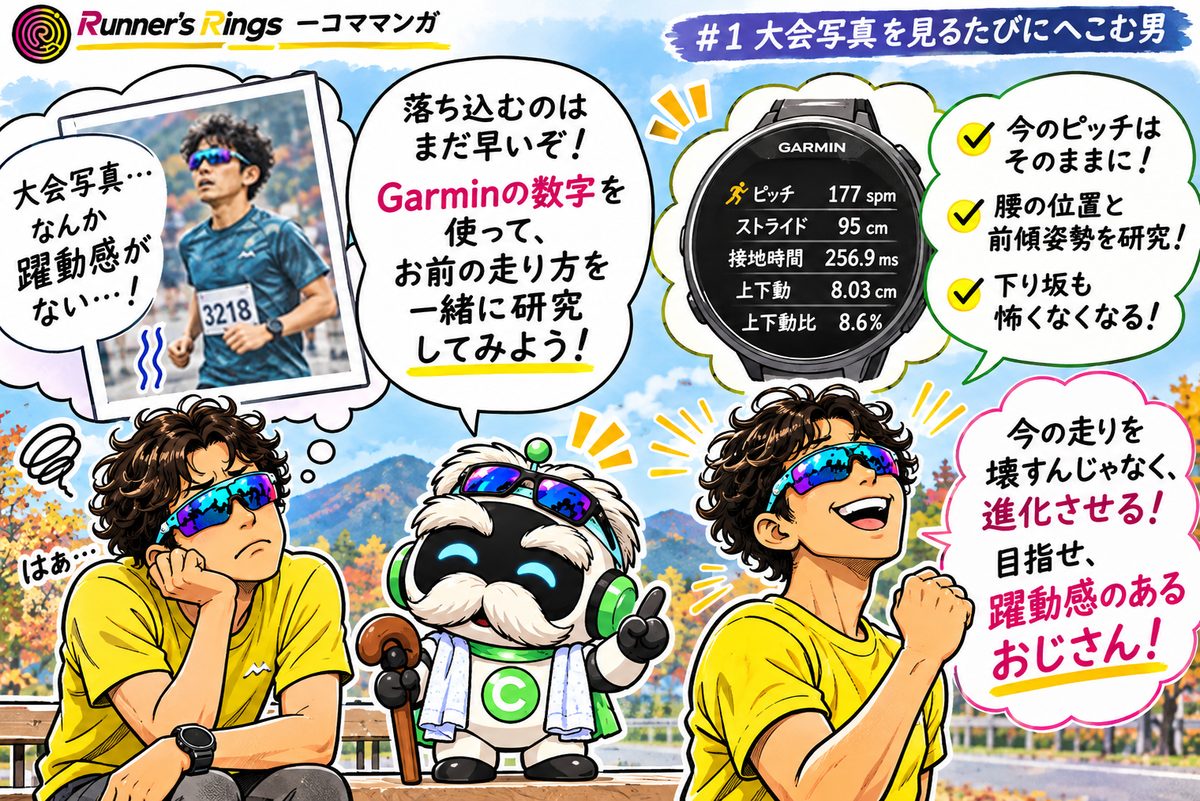 Runner's Rings 一コママンガ
#1 大会写真を見るたびにへこむ男
大会写真…
なんか
躍動感が
ない…!
3218
はぁ…
落ち込むのは
まだ早いぞ!
Garminの数字を
使って、
お前の走り方を
一緒に研究
してみよう!
C
GARMIN
ピッチ 177 spm
ストライド 95 cm
接地時間 256.9 ms
上下動 8.03 cm
上下動比 8.6%
今のピッチは
そのままに!
腰の位置と
前傾姿勢を研究!
下り坂も
怖くなくなる!
今の走りを
壊すんじゃなく、
進化させる!
目指せ、
躍動感のある
おじさん!